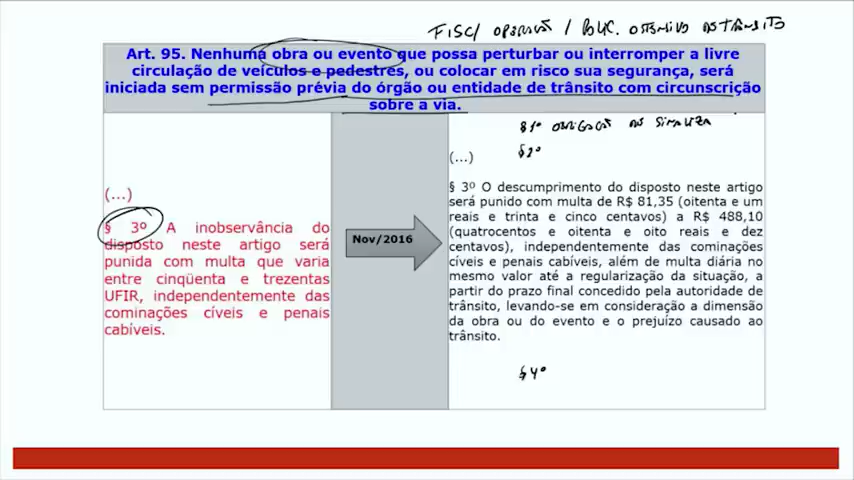 FISC/ OPERAÇÃO / POLIC. OSTENSIVO DE TRÂNSITO
Art. 95. Nenhuma obra ou evento que possa perturbar ou interromper a livre
circulação de veículos e pedestres, ou colocar em risco sua segurança, será
iniciada sem permissão prévia do órgão ou entidade de trânsito com circunscrição
sobre a via.
§1º OBRIGAÇÃO DE SINALIZA
(...)
§2º
(...)
§ 3º A inobservância do
disposto neste artigo será
punida com multa que varia
entre cinqüenta e trezentas
UFIR, independentemente das
cominações cíveis e penais
cabíveis.
Nov/2016
§ 3º O descumprimento do disposto neste artigo
será punido com multa de R$ 81,35 (oitenta e um
reais e trinta e cinco centavos) a R$ 488,10
(quatrocentos e oitenta e oito reais e dez
centavos), independentemente das cominações
cíveis e penais cabíveis, além de multa diária no
mesmo valor até a regularização da situação, a
partir do prazo final concedido pela autoridade de
trânsito, levando-se em consideração a dimensão
da obra ou do evento e o prejuízo causado ao
trânsito.
§4º